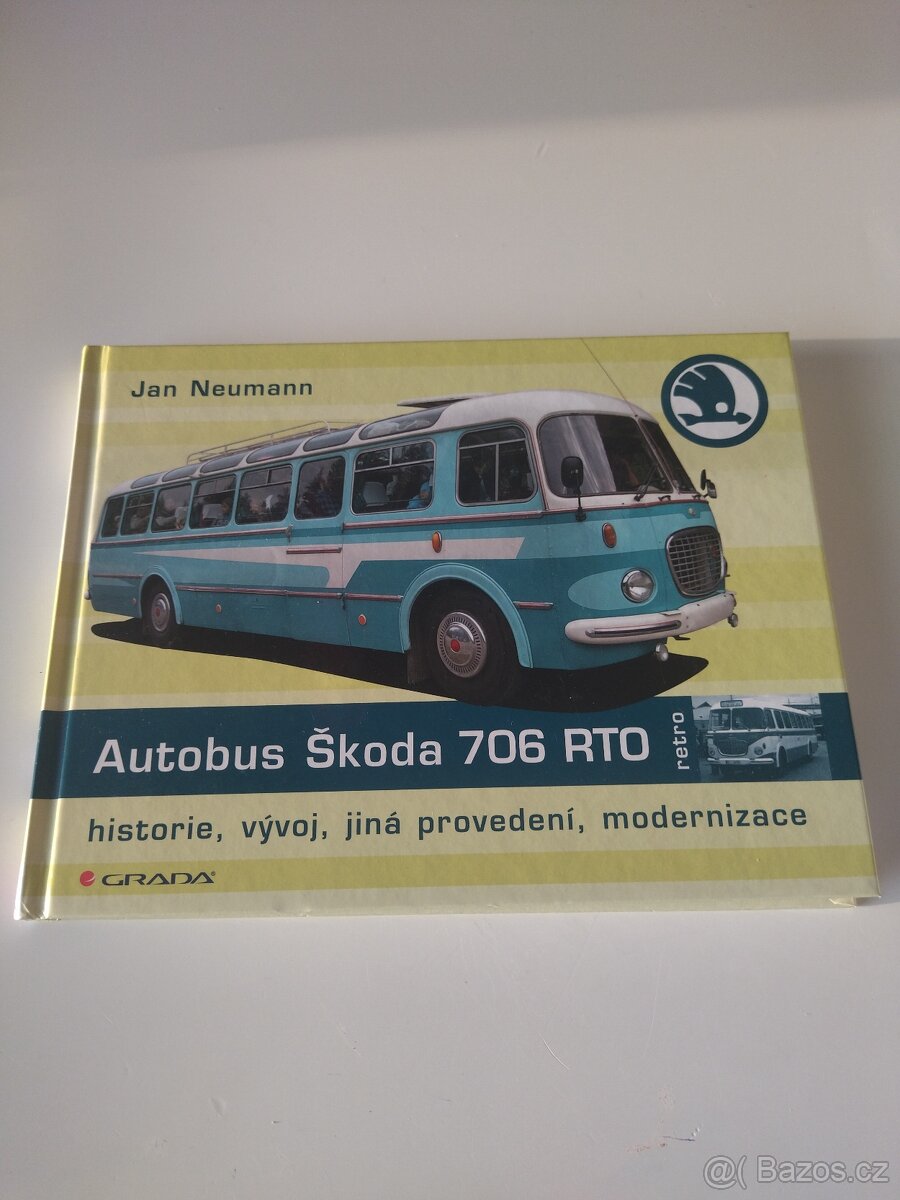 Jan Neumann
Autobus Škoda 706 RTO
retro
historie, vývoj, jiná provedení, modernizace
GRADA®
@( Bazos.cz